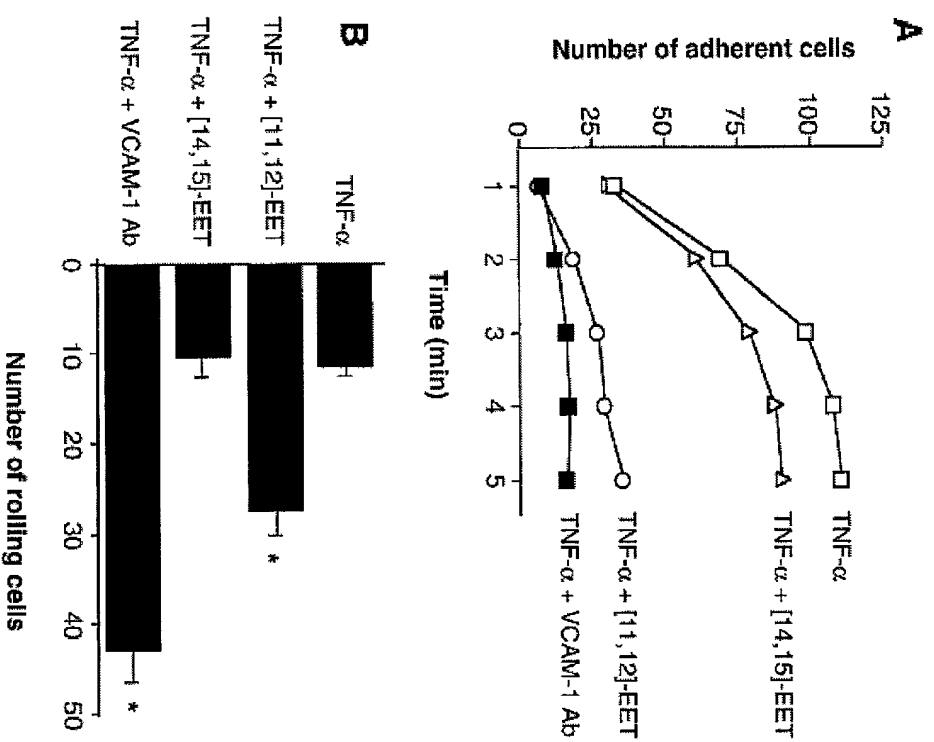 A
Number of adherent cells
125
100
75
50
25
0
1 2 3 4 5
Time (min)
TNF-α
TNF-α + [14,15]-EET
TNF-α + [11,12]-EET
TNF-α + VCAM-1 Ab
B
TNF-α
TNF-α + [11,12]-EET
*
TNF-α + [14,15]-EET
TNF-α + VCAM-1 Ab
*
0 10 20 30 40 50
Number of rolling cells